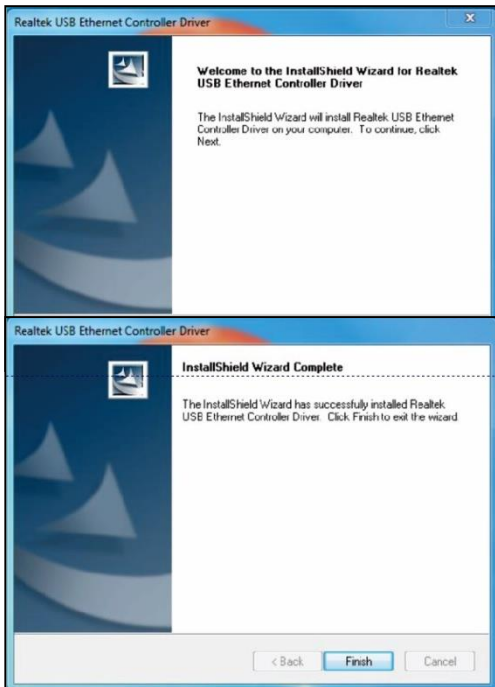 Realtek USB Ethernet Controller Driver
Welcome to the InstallShield Wizard for Realtek
USB Ethernet Controller Driver
The InstallShield Wizard will install Realtek USB Ethernet
Controller Driver on your computer. To continue, click
Next.
Realtek USB Ethernet Controller Driver
InstallShield Wizard Complete
The InstallShield Wizard has successfully installed Realtek
USB Ethernet Controller Driver. Click Finish to exit the wizard.
< Back Finish Cancel